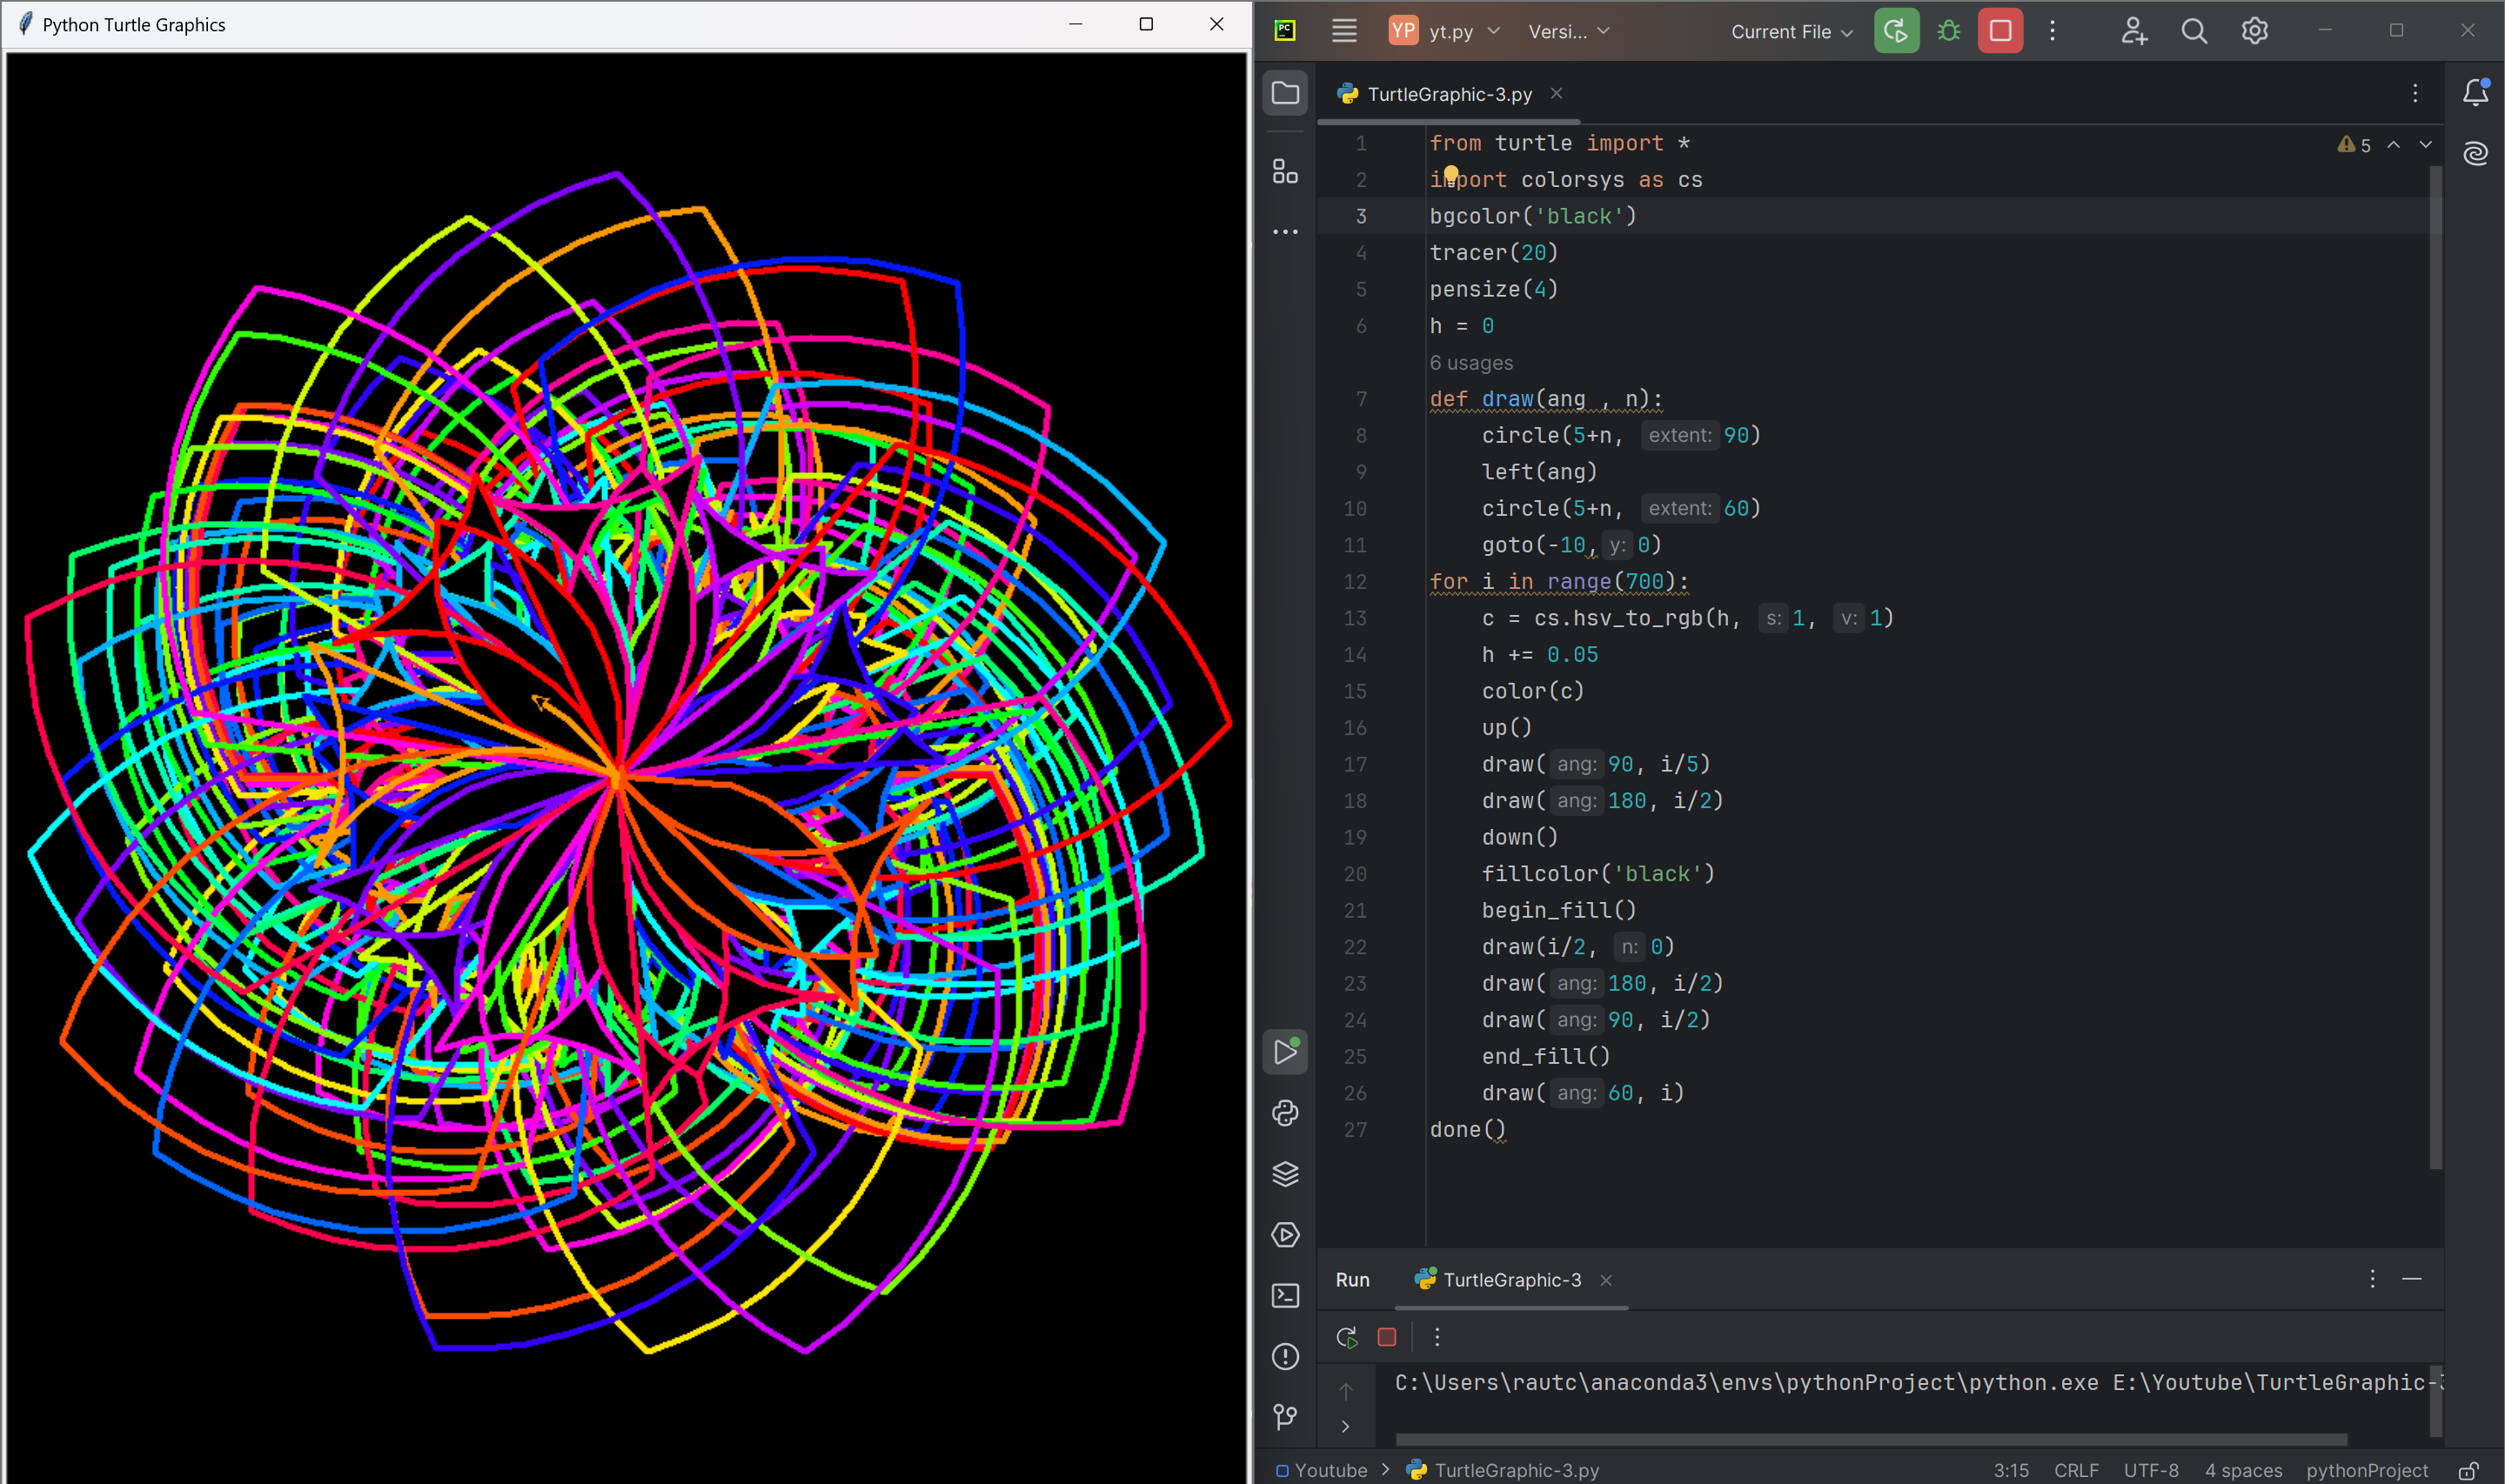 Python Turtle Graphics
PC
YP yt.py Versi... Current File
TurtleGraphic-3.py
5
1 from turtle import *
2 import colorsys as cs
3 bgcolor('black')
4 tracer(20)
5 pensize(4)
6 h = 0
6 usages
7 def draw(ang , n):
8 circle(5+n, extent: 90)
9 left(ang)
10 circle(5+n, extent: 60)
11 goto(-10, y: 0)
12 for i in range(700):
13 c = cs.hsv_to_rgb(h, s: 1, v: 1)
14 h += 0.05
15 color(c)
16 up()
17 draw( ang: 90, i/5)
18 draw( ang: 180, i/2)
19 down()
20 fillcolor('black')
21 begin_fill()
22 draw(i/2, n: 0)
23 draw( ang: 180, i/2)
24 draw( ang: 90, i/2)
25 end_fill()
26 draw( ang: 60, i)
27 done()
Run TurtleGraphic-3
C:\Users\rautc\anaconda3\envs\pythonProject\python.exe E:\Youtube\TurtleGraphic-3
Youtube > TurtleGraphic-3.py 3:15 CRLF UTF-8 4 spaces pythonProject